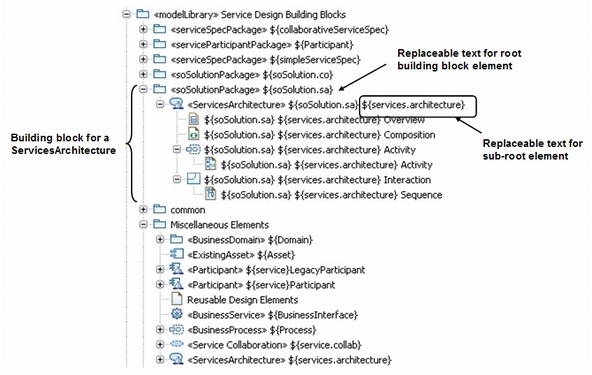 «modelLibrary» Service Design Building Blocks
«serviceSpecPackage» ${collaborativeServiceSpec}
«serviceParticipantPackage» ${Participant}
«serviceSpecPackage» ${simpleServiceSpec}
«soSolutionPackage» ${soSolution.co}
«soSolutionPackage» ${soSolution.sa}
«ServicesArchitecture» ${soSolution.sa} ${services.architecture}
${soSolution.sa} ${services.architecture} Overview
${soSolution.sa} ${services.architecture} Composition
${soSolution.sa} ${services.architecture} Activity
${soSolution.sa} ${services.architecture} Activity
${soSolution.sa} ${services.architecture} Interaction
${soSolution.sa} ${services.architecture} Sequence
common
Miscellaneous Elements
«BusinessDomain» ${Domain}
«ExistingAsset» ${Asset}
«Participant» ${service}LegacyParticipant
«Participant» ${service}Participant
Reusable Design Elements
«BusinessService» ${BusinessInterface}
«BusinessProcess» ${Process}
«Service Collaboration» ${service.collab}
«ServicesArchitecture» ${services.architecture}
Building block for a
ServicesArchitecture
Replaceable text for root
building block element
Replaceable text for
sub-root element